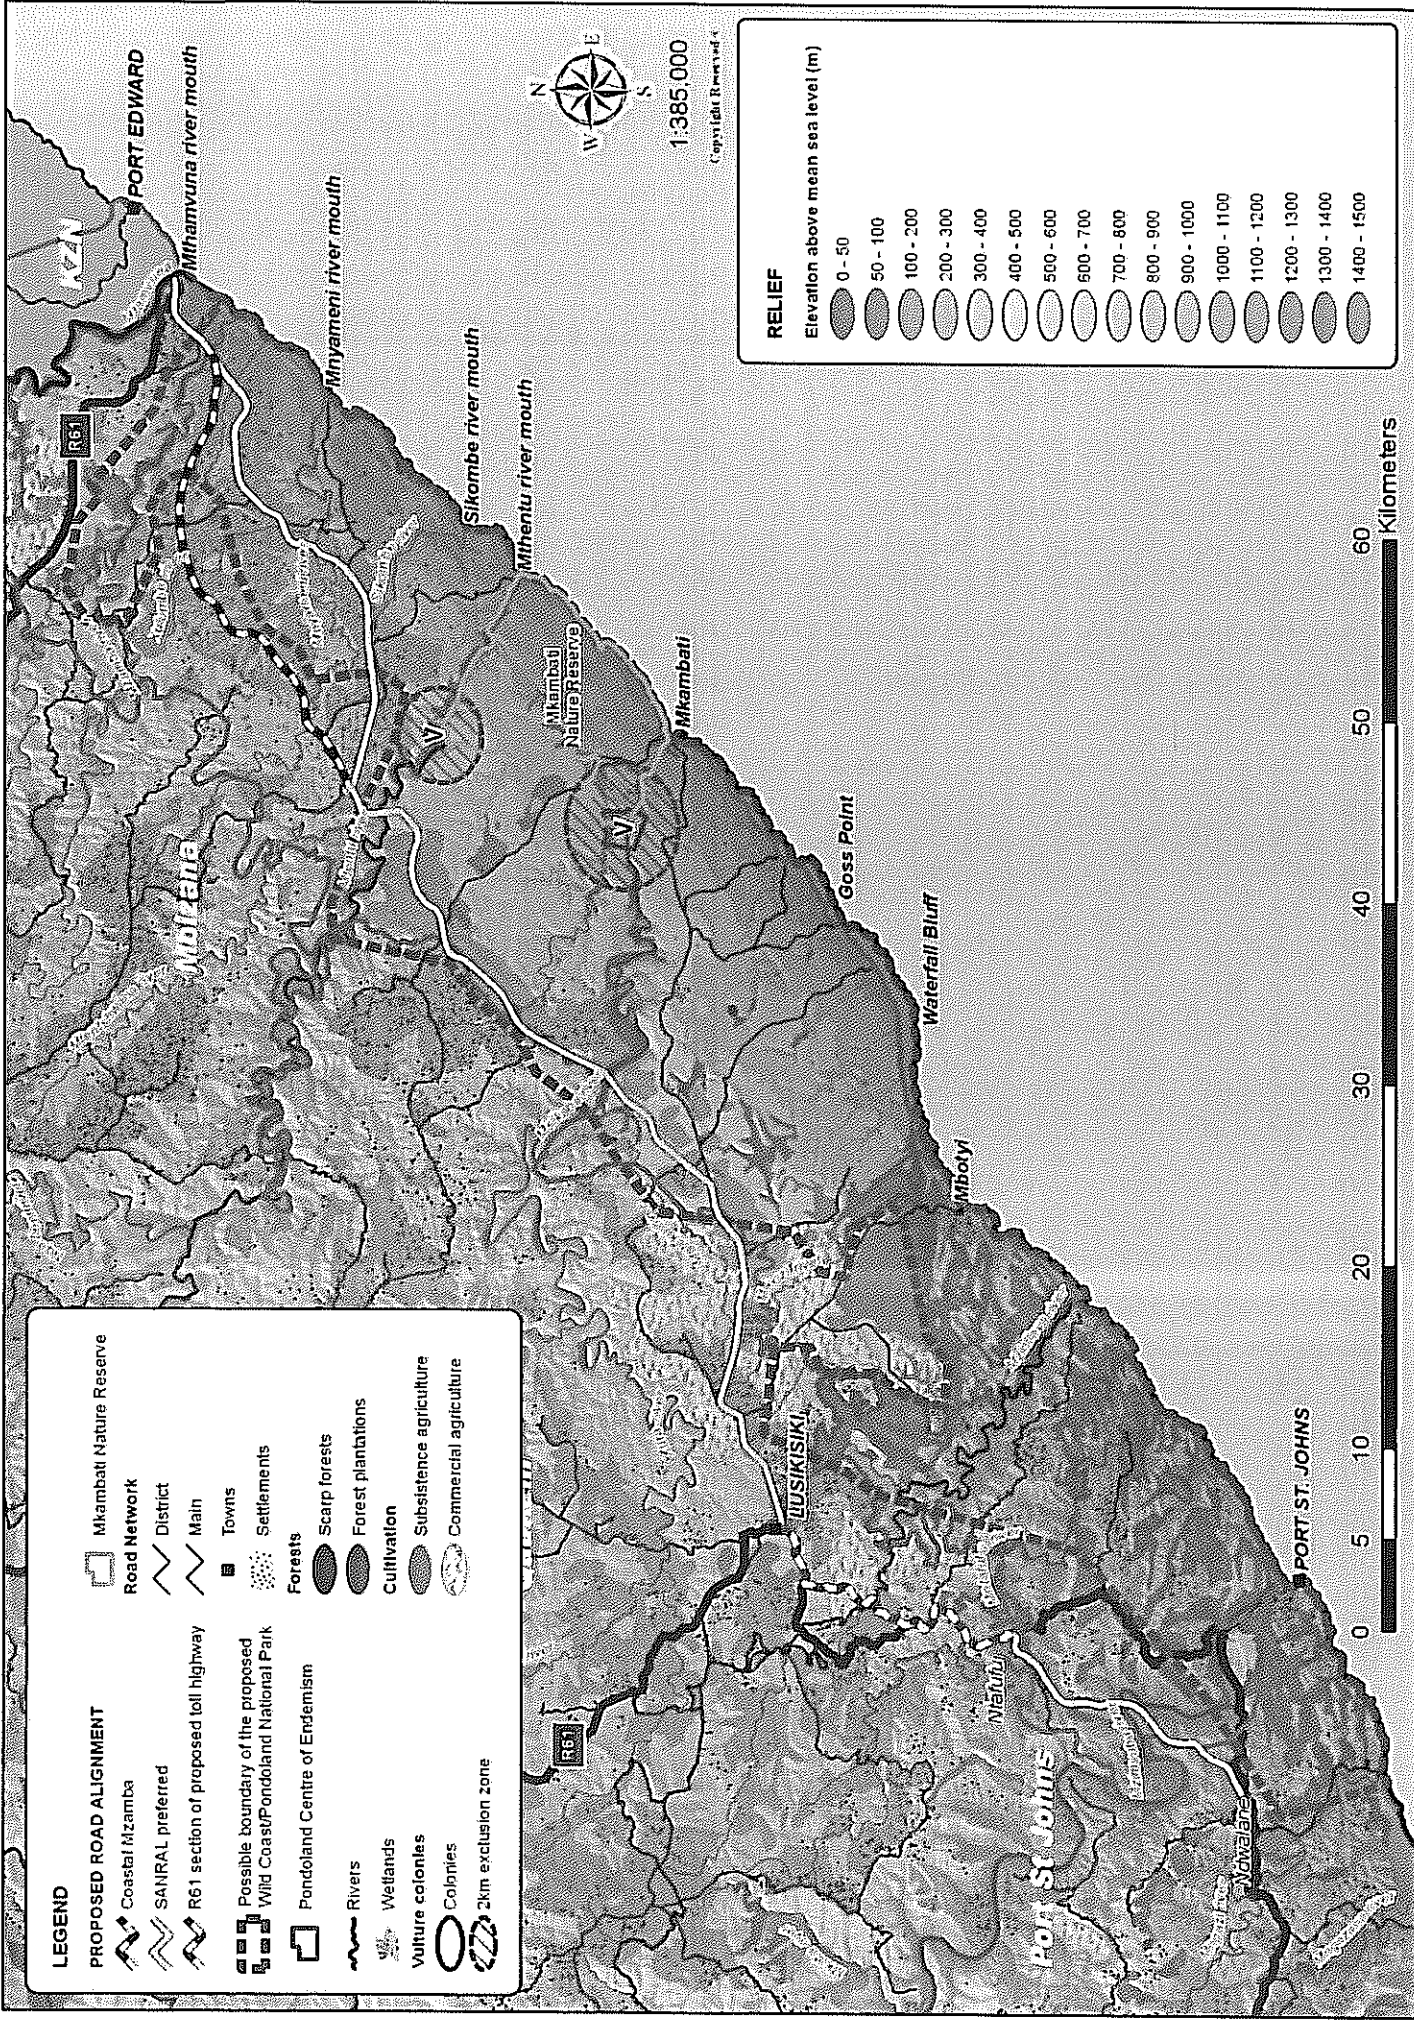 LEGEND
PROPOSED ROAD ALIGNMENT
Coastal Mzamba
SANRAL preferred
R61 section of proposed toll highway
Possible boundary of the proposed
Wild Coast/Pondoland National Park
Pondoland Centre of Endemism
Rivers
Wetlands
Vulture colonies
Colonies
2km exclusion zone
Mkambati Nature Reserve
Road Network
District
Main
Towns
Settlements
Forests
Scarp forests
Forest plantations
Cultivation
Subsistence agriculture
Commercial agriculture
KZN
PORT EDWARD
Mthamvuna river mouth
R61
Mnyameni river mouth
Sikombe river mouth
Mthentu river mouth
Mbizana
V
Mkambati
Nature Reserve
Mkambati
V
Goss Point
Waterfall Bluff
Mbotyi
LUSIKISIKI
R61
Ntafufu
Port St Johns
PORT ST. JOHNS
Ndwalane
N
W
E
S
1:385,000
Copyright Reserved
RELIEF
Elevation above mean sea level (m)
0 - 50
50 - 100
100 - 200
200 - 300
300 - 400
400 - 500
500 - 600
600 - 700
700 - 800
800 - 900
900 - 1000
1000 - 1100
1100 - 1200
1200 - 1300
1300 - 1400
1400 - 1500
0 5 10 20 30 40 50 60
Kilometers